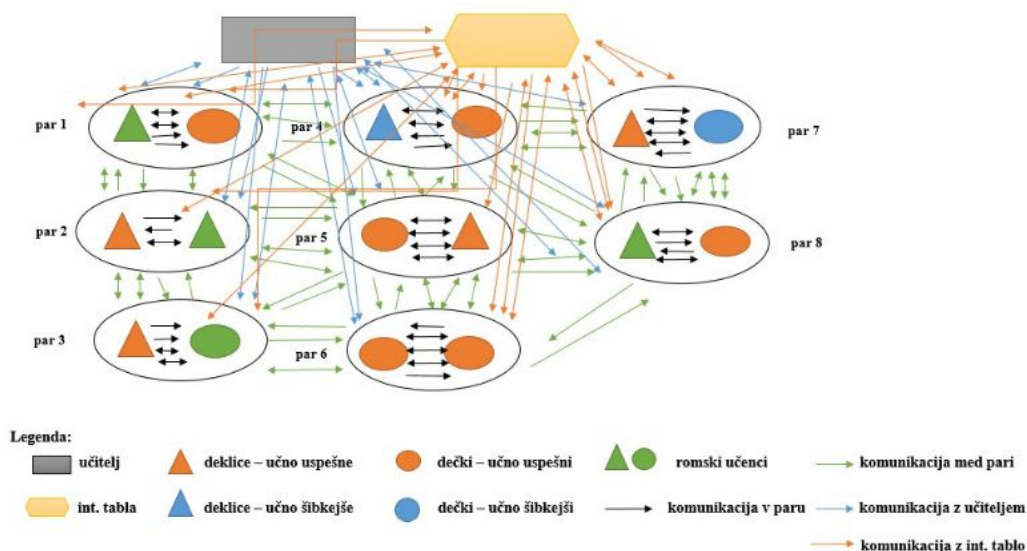 par 1
par 4
par 7
par 2
par 5
par 8
par 3
par 6
Legenda:
učitelj
deklice – učno uspešne
dečki – učno uspešni
romski učenci
komunikacija med pari
int. tabla
deklice – učno šibkejše
dečki – učno šibkejši
komunikacija v paru
komunikacija z učiteljem
komunikacija z int. tablo